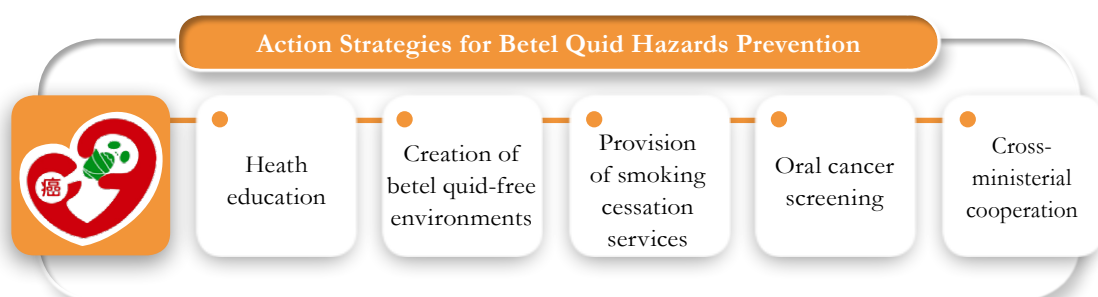 Action Strategies for Betel Quid Hazards Prevention
癌
Heath
education
Creation of
betel quid-free
environments
Provision
of smoking
cessation
services
Oral cancer
screening
Cross-
ministerial
cooperation